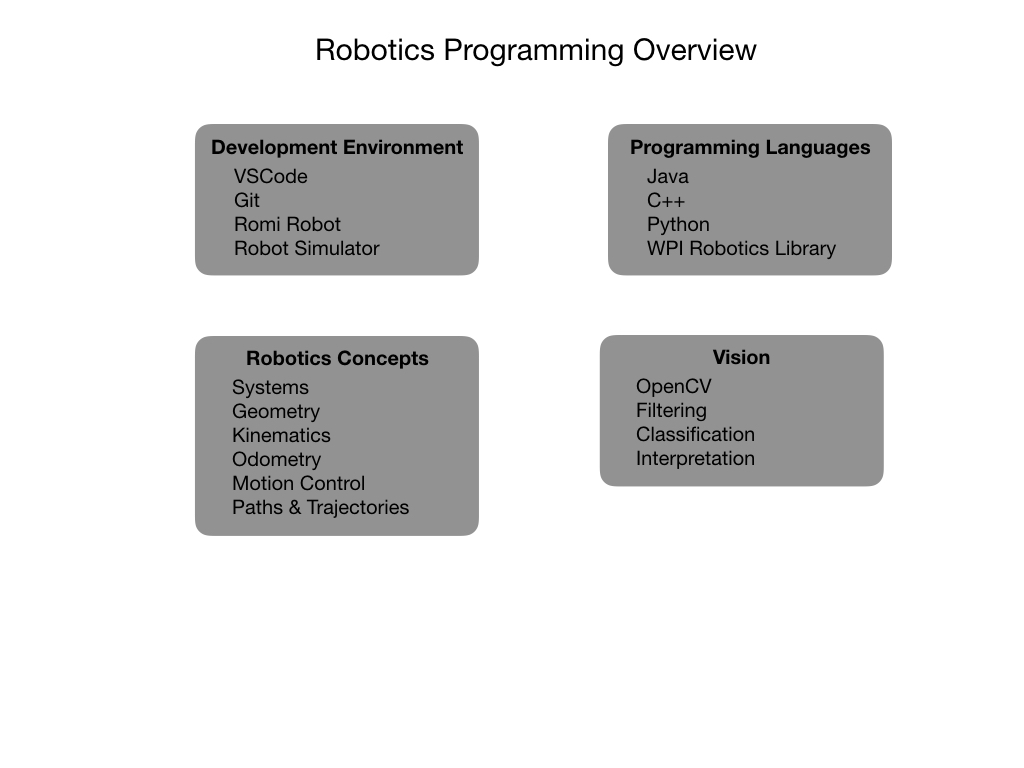 Robotics Programming Overview
Development Environment
VSCode
Git
Romi Robot
Robot Simulator
Programming Languages
Java
C++
Python
WPI Robotics Library
Robotics Concepts
Systems
Geometry
Kinematics
Odometry
Motion Control
Paths & Trajectories
Vision
OpenCV
Filtering
Classification
Interpretation